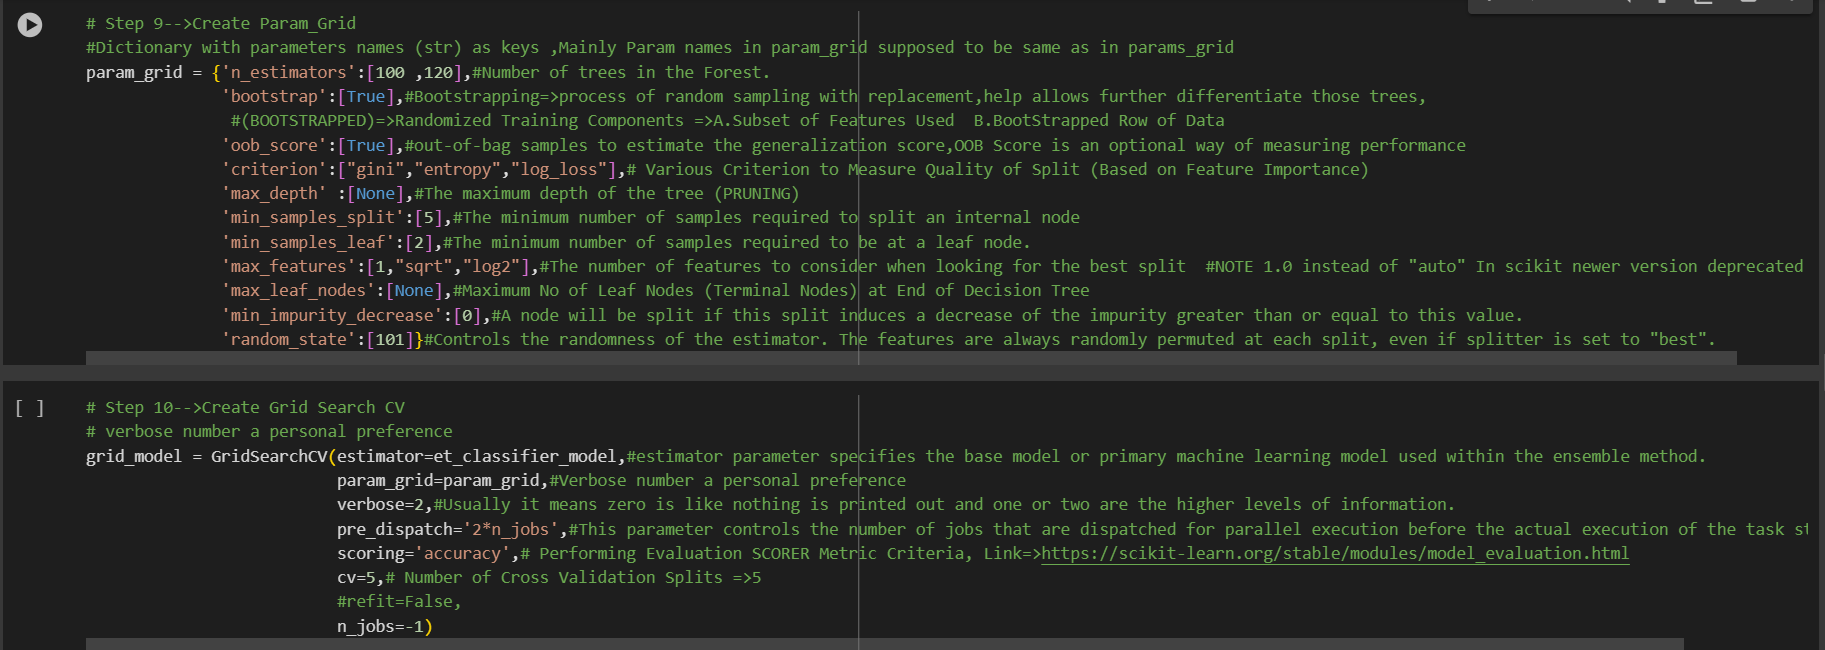 # Step 9-->Create Param_Grid
#Dictionary with parameters names (str) as keys ,Mainly Param names in param_grid supposed to be same as in params_grid
param_grid = {'n_estimators':[100 ,120],#Number of trees in the Forest.
'bootstrap':[True],#Bootstrapping=>process of random sampling with replacement,help allows further differentiate those trees,
#(BOOTSTRAPPED)=>Randomized Training Components =>A.Subset of Features Used  B.BootStrapped Row of Data
'oob_score':[True],#out-of-bag samples to estimate the generalization score,OOB Score is an optional way of measuring performance
'criterion':["gini","entropy","log_loss"],# Various Criterion to Measure Quality of Split (Based on Feature Importance)
'max_depth' :[None],#The maximum depth of the tree (PRUNING)
'min_samples_split':[5],#The minimum number of samples required to split an internal node
'min_samples_leaf':[2],#The minimum number of samples required to be at a leaf node.
'max_features':[1,"sqrt","log2"],#The number of features to consider when looking for the best split  #NOTE 1.0 instead of "auto" In scikit newer version deprecated
'max_leaf_nodes':[None],#Maximum No of Leaf Nodes (Terminal Nodes) at End of Decision Tree
'min_impurity_decrease':[0],#A node will be split if this split induces a decrease of the impurity greater than or equal to this value.
'random_state':[101]}#Controls the randomness of the estimator. The features are always randomly permuted at each split, even if splitter is set to "best".
[ ]
# Step 10-->Create Grid Search CV
# verbose number a personal preference
grid_model = GridSearchCV(estimator=et_classifier_model,#estimator parameter specifies the base model or primary machine learning model used within the ensemble method.
param_grid=param_grid,#Verbose number a personal preference
verbose=2,#Usually it means zero is like nothing is printed out and one or two are the higher levels of information.
pre_dispatch='2*n_jobs',#This parameter controls the number of jobs that are dispatched for parallel execution before the actual execution of the task
scoring='accuracy',# Performing Evaluation SCORER Metric Criteria, Link=>https://scikit-learn.org/stable/modules/model_evaluation.html
cv=5,# Number of Cross Validation Splits =>5
#refit=False,
n_jobs=-1)